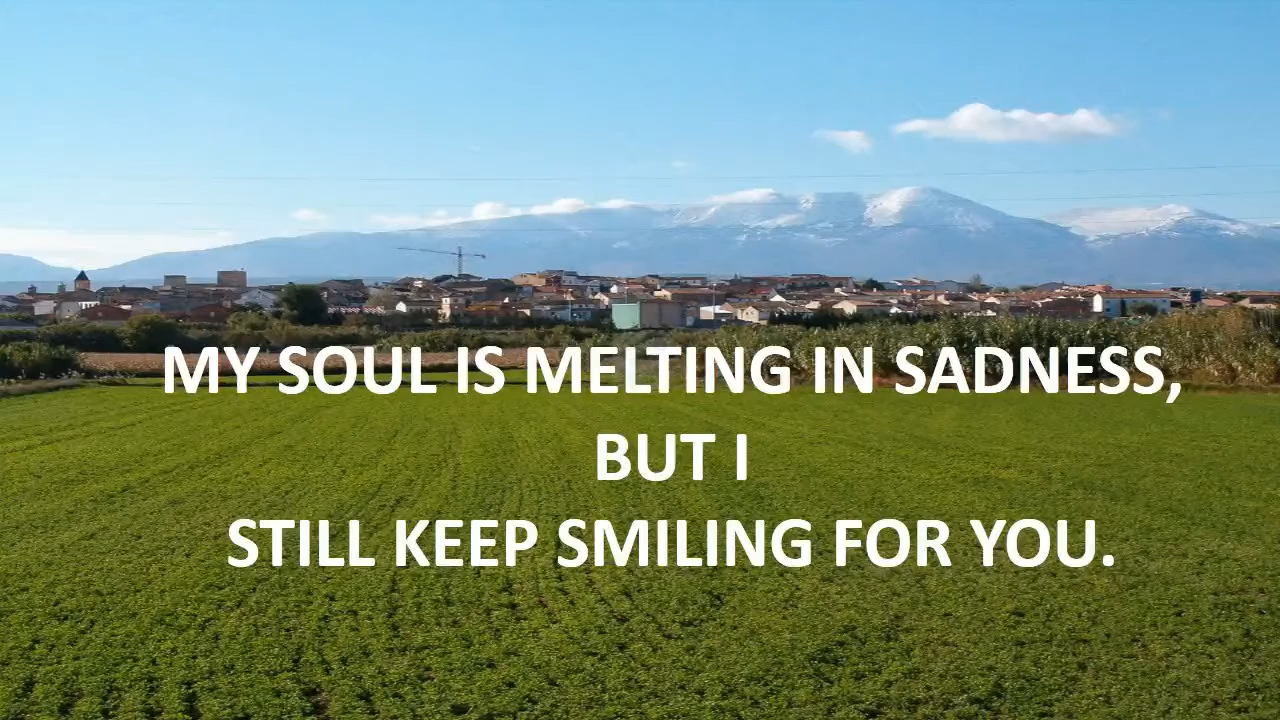 MY SOUL IS MELTING IN SADNESS,
BUT I
STILL KEEP SMILING FOR YOU.